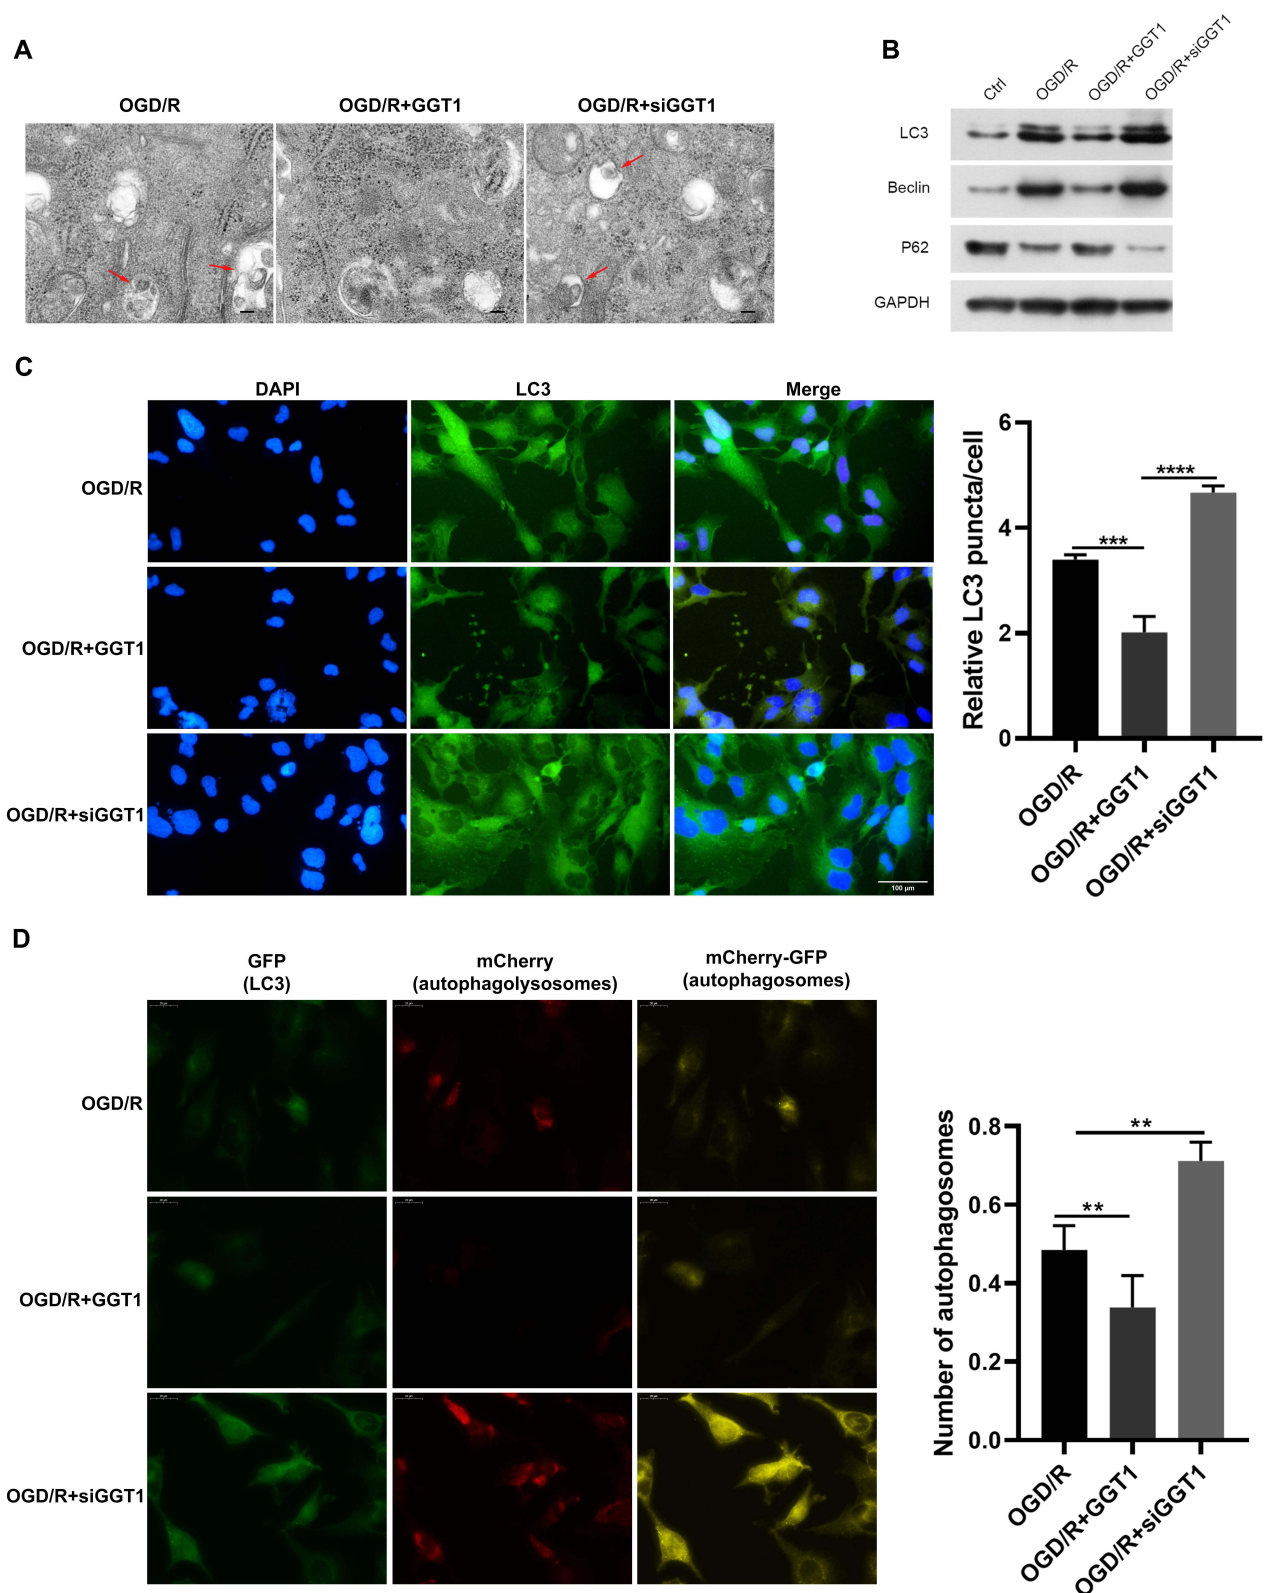 A
OGD/R
OGD/R+GGT1
OGD/R+siGGT1
B
Ctrl
OGD/R
OGD/R+GGT1
OGD/R+siGGT1
LC3
Beclin
P62
GAPDH
C
DAPI
LC3
Merge
OGD/R
OGD/R+GGT1
OGD/R+siGGT1
100 μm
Relative LC3 puncta/cell
6
4
2
0
***
****
OGD/R
OGD/R+GGT1
OGD/R+siGGT1
D
GFP
(LC3)
mCherry
(autophagolysosomes)
mCherry-GFP
(autophagosomes)
OGD/R
OGD/R+GGT1
OGD/R+siGGT1
Number of autophagosomes
0.8
0.6
0.4
0.2
0.0
**
**
OGD/R
OGD/R+GGT1
OGD/R+siGGT1